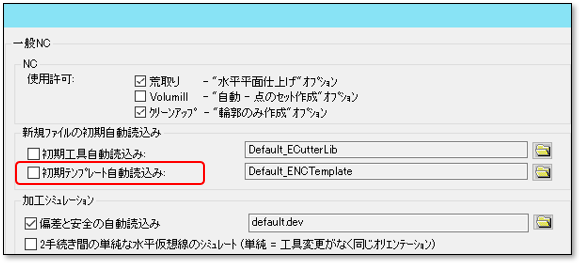 一般NC
NC
使用許可:
荒取り - "水平平面仕上げ"オプション
Volumill - "自動 - 点のセット作成"オプション
クリーンアップ - "輪郭のみ作成"オプション
新規ファイルの初期自動読込み
初期工具自動読込み: Default_ECutterLib
初期テンプレート自動読込み: Default_ENCTemplate
加工シミュレーション
偏差と安全の自動読込み default.dev
2手続き間の単純な水平仮想線のシミュレート (単純 = 工具変更がなく同じオリエンテーション)